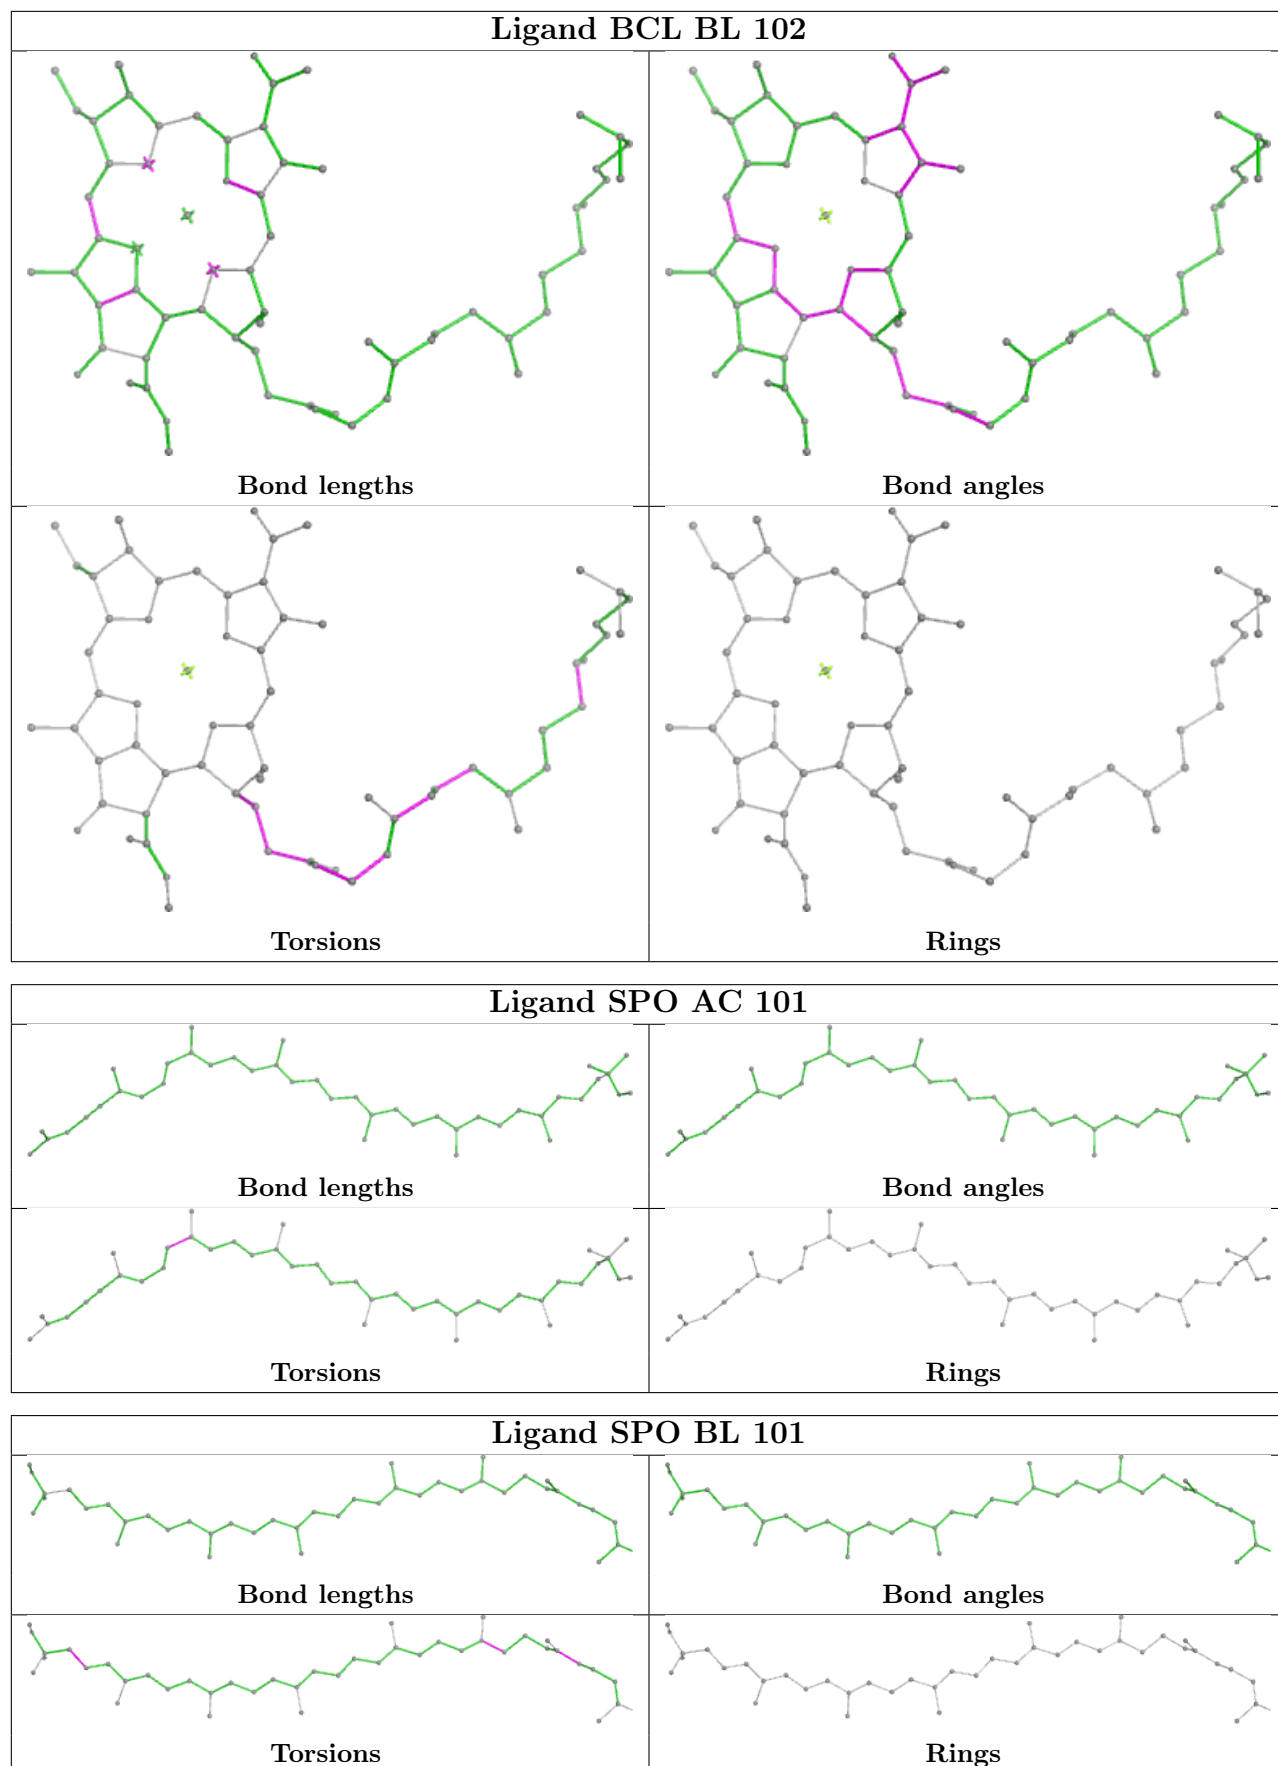 Ligand BCL BL 102
Bond lengths
Bond angles
Torsions
Rings
Ligand SPO AC 101
Bond lengths
Bond angles
Torsions
Rings
Ligand SPO BL 101
Bond lengths
Bond angles
Torsions
Rings